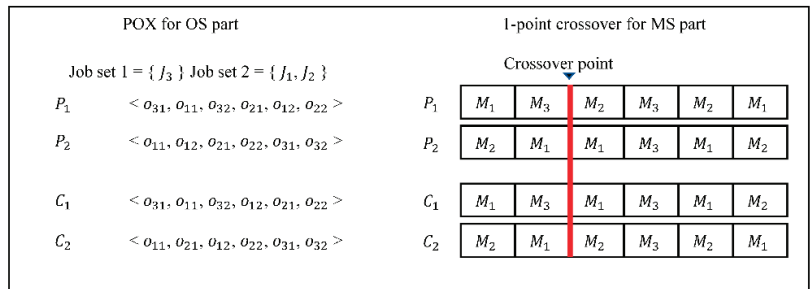 POX for OS part
1-point crossover for MS part
Job set 1 = { J₃ } Job set 2 = { J₁, J₂ }
Crossover point
P₁ < o₃₁, o₁₁, o₃₂, o₂₁, o₁₂, o₂₂ >
P₁ M₁ M₃ M₂ M₃ M₂ M₁
P₂ < o₁₁, o₁₂, o₂₁, o₂₂, o₃₁, o₃₂ >
P₂ M₂ M₁ M₁ M₃ M₁ M₂
C₁ < o₃₁, o₁₁, o₃₂, o₁₂, o₂₁, o₂₂ >
C₁ M₁ M₃ M₁ M₃ M₁ M₂
C₂ < o₁₁, o₂₁, o₁₂, o₂₂, o₃₁, o₃₂ >
C₂ M₂ M₁ M₂ M₃ M₂ M₁